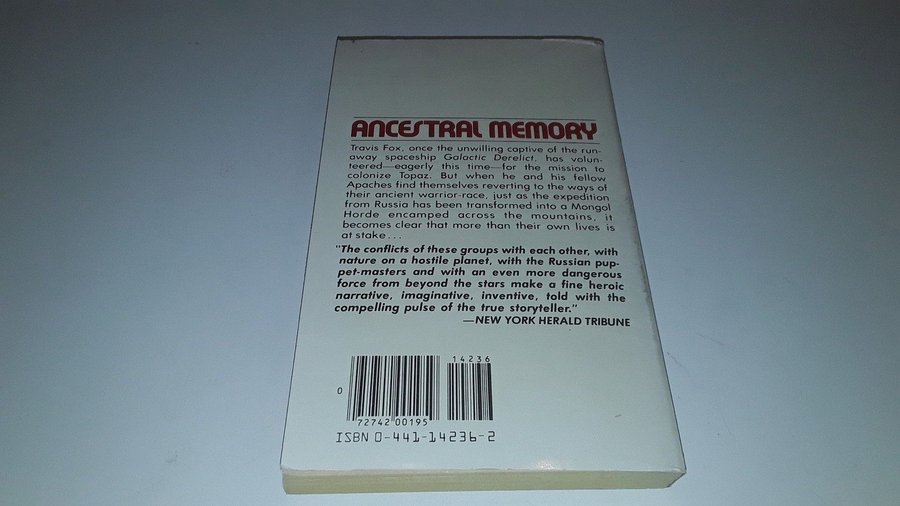 ANCESTRAL MEMORY
Travis Fox, once the unwilling captive of the run-
away spaceship Galactic Derelict, has volun-
teered—eagerly this time—for the mission to
colonize Topaz. But when he and his fellow
Apaches find themselves reverting to the ways of
their ancient warrior-race, just as the expedition
from Russia has been transformed into a Mongol
Horde encamped across the mountains, it
becomes clear that more than their own lives is
at stake...
"The conflicts of these groups with each other, with
nature on a hostile planet, with the Russian pup-
pet-masters and with an even more dangerous
force from beyond the stars make a fine heroic
narrative, imaginative, inventive, told with the
compelling pulse of the true storyteller."
—NEW YORK HERALD TRIBUNE
14236
0
72742 00195
ISBN 0-441-14236-2